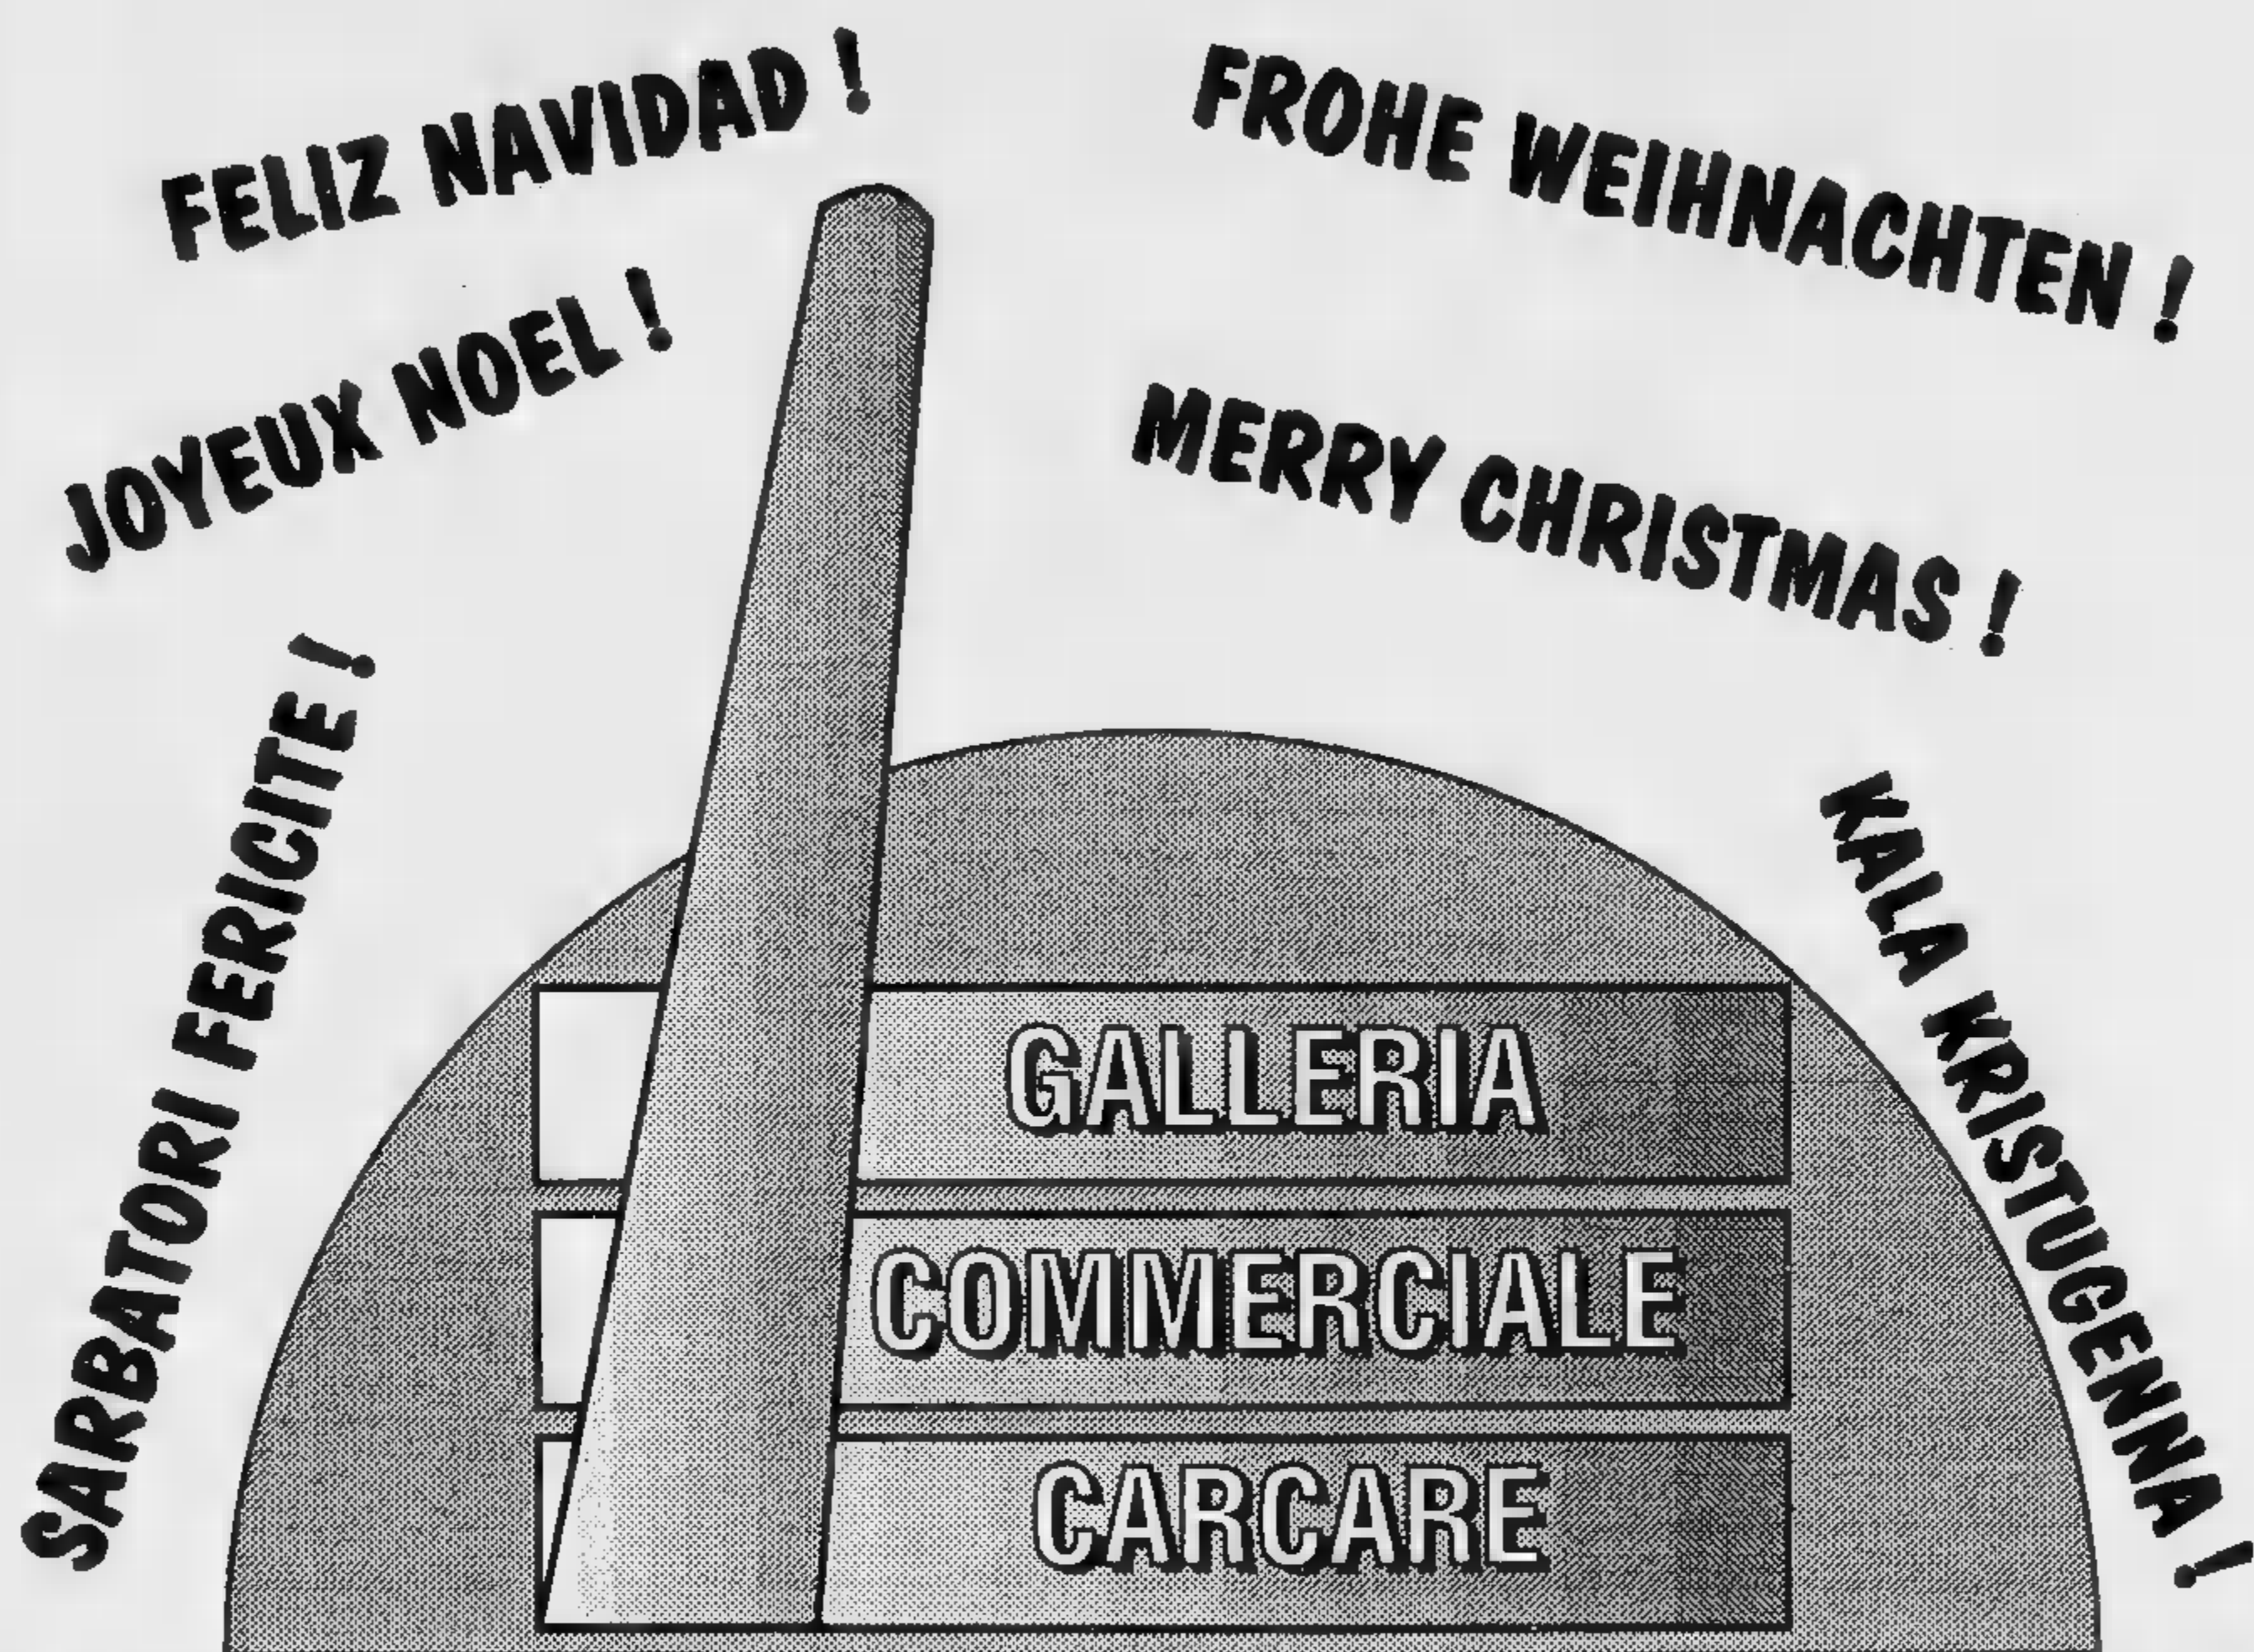 FELIZ NAVIDAD !
FROHE WEIHNACHTEN !
JOYEUX NOEL !
MERRY CHRISTMAS !
SARBATORI FERICITE !
KALA KRISTUGENNA !
GALLERIA
COMMERCIALE
CARCARE